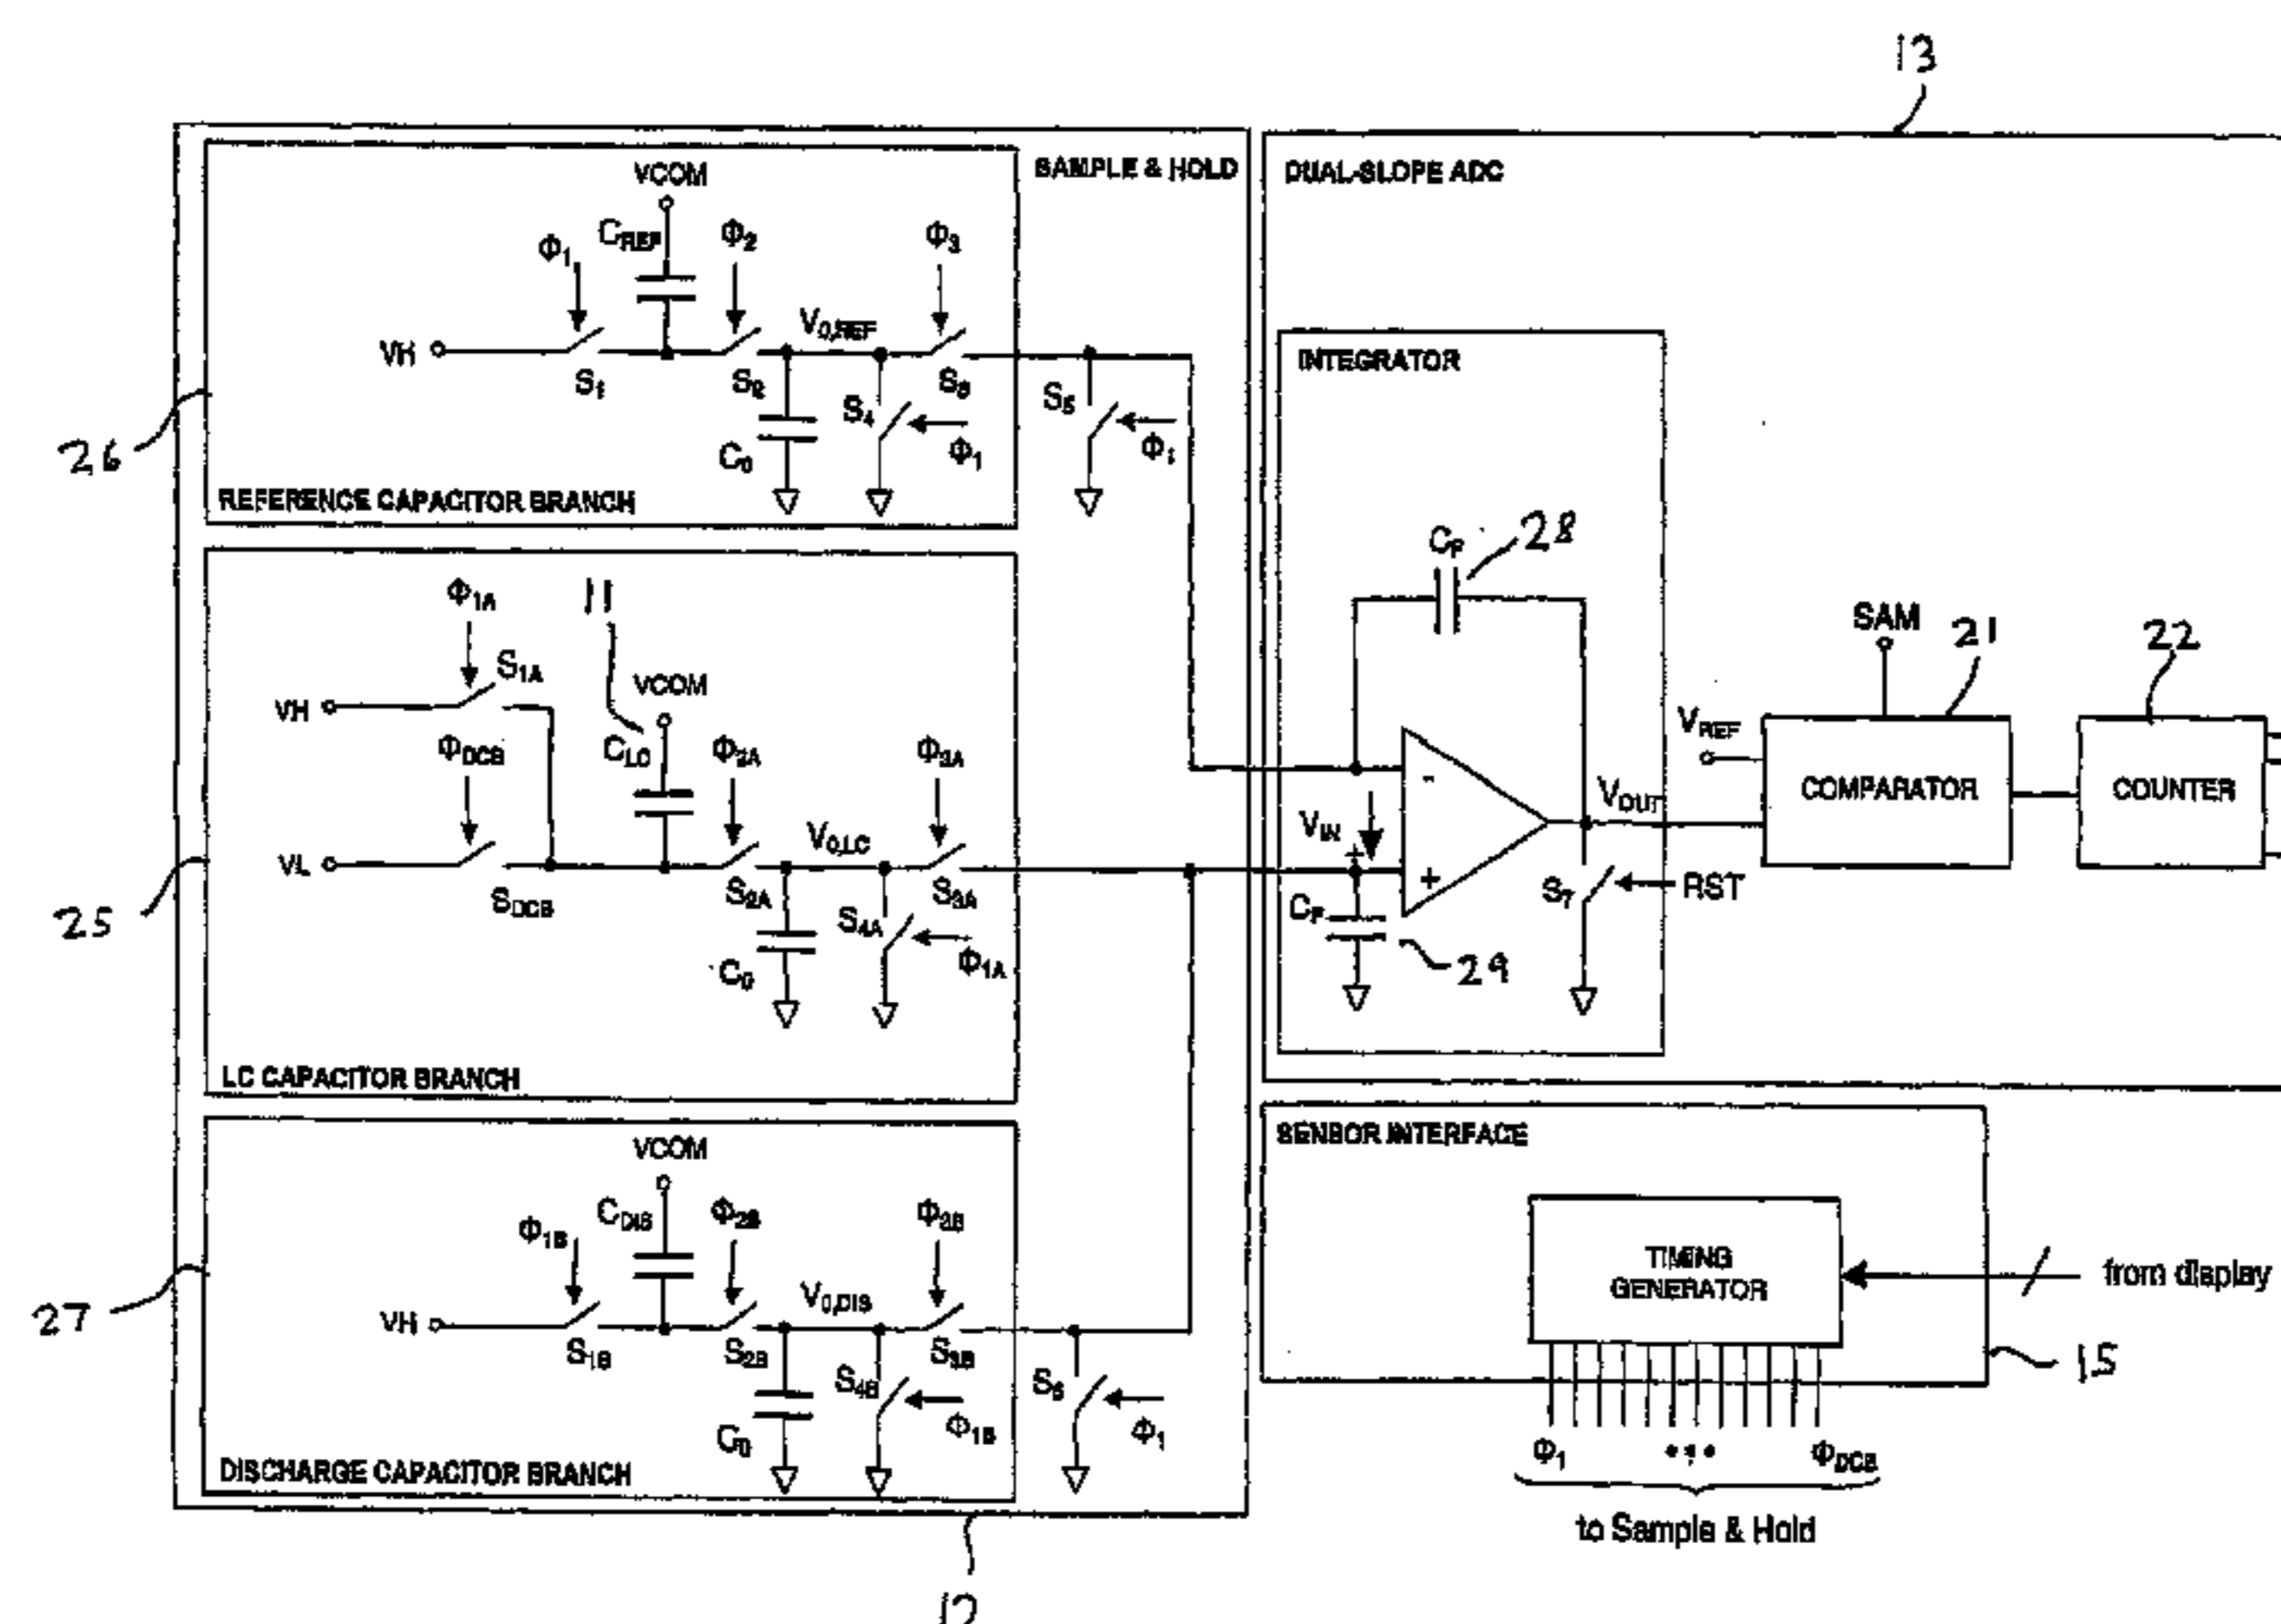 13
SAMPLE & HOLD
DUAL-SLOPE ADC
VCOM
C_REF
Φ1
Φ2
Φ3
VH
S1
S2
V0,REF
S3
S4
Φ1
C0
S5
Φ1
26
REFERENCE CAPACITOR BRANCH
INTEGRATOR
CF
28
Φ1A
11
S1A
VH
VCOM
ΦDCB
CLC
Φ2A
Φ3A
VL
SDCB
S2A
V0,LC
S3A
S4A
Φ1A
C0
25
LC CAPACITOR BRANCH
-
VIN
+
+
CF
29
VOUT
S7
RST
SAM
21
22
VREF
COMPARATOR
COUNTER
VCOM
CDIS
Φ1B
Φ2B
Φ3B
VH
S1B
S2B
V0,DIS
S3B
S4B
Φ1B
C0
S6
Φ1
27
DISCHARGE CAPACITOR BRANCH
12
SENSOR INTERFACE
TIMING
GENERATOR
from display
15
Φ1
•••
ΦDCB
to Sample & Hold